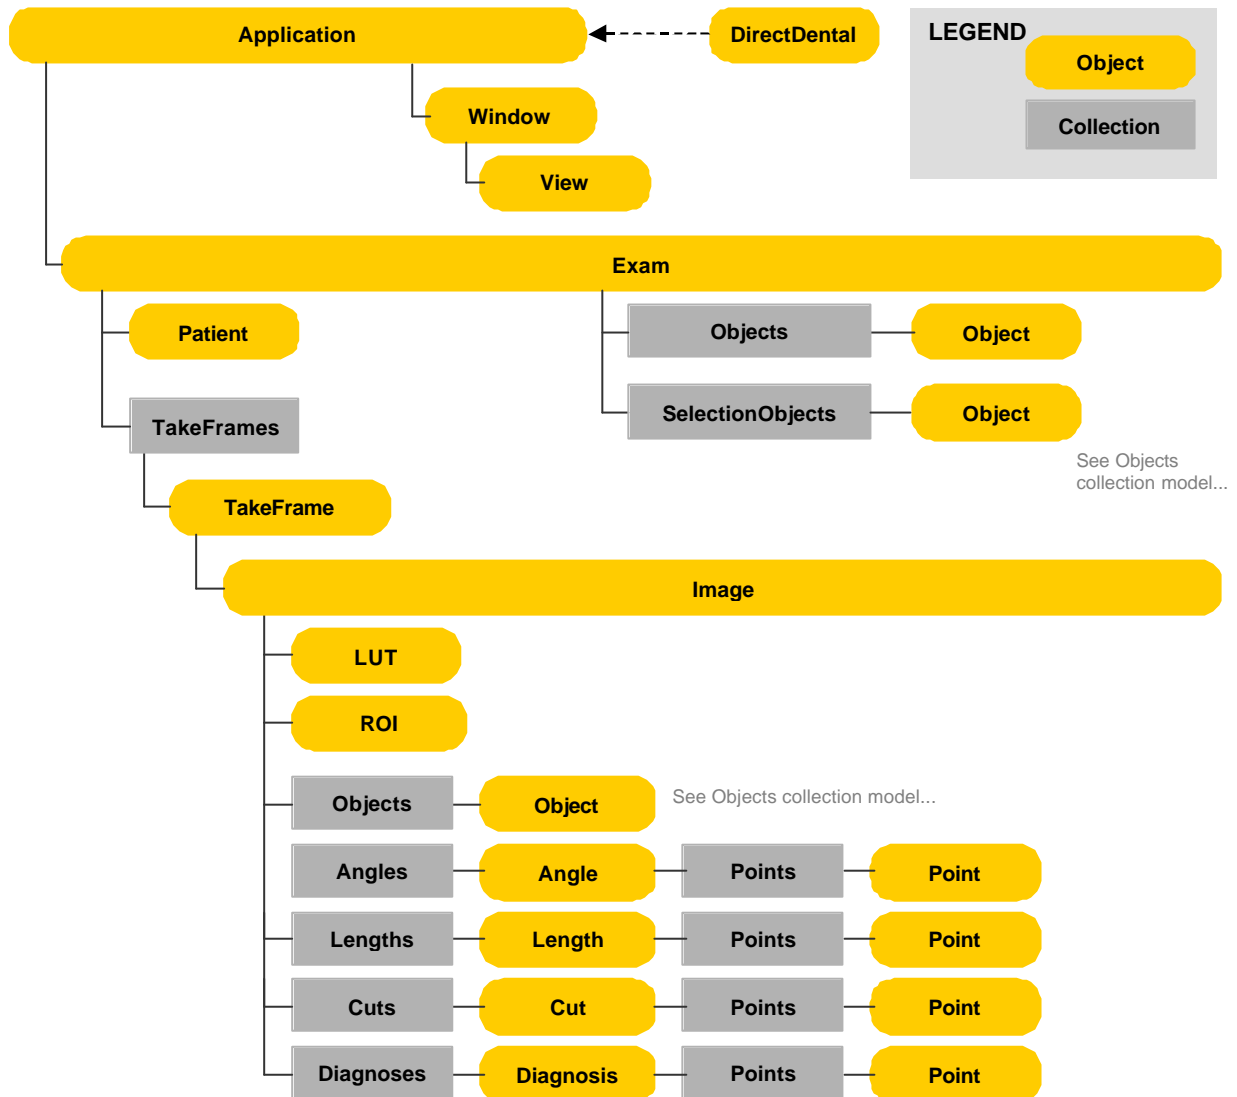 Application
DirectDental
LEGEND
Object
Collection
Window
View
Exam
Patient
Objects
Object
TakeFrames
SelectionObjects
Object
See Objects
collection model...
TakeFrame
Image
LUT
ROI
Objects
Object
See Objects collection model...
Angles
Angle
Points
Point
Lengths
Length
Points
Point
Cuts
Cut
Points
Point
Diagnoses
Diagnosis
Points
Point